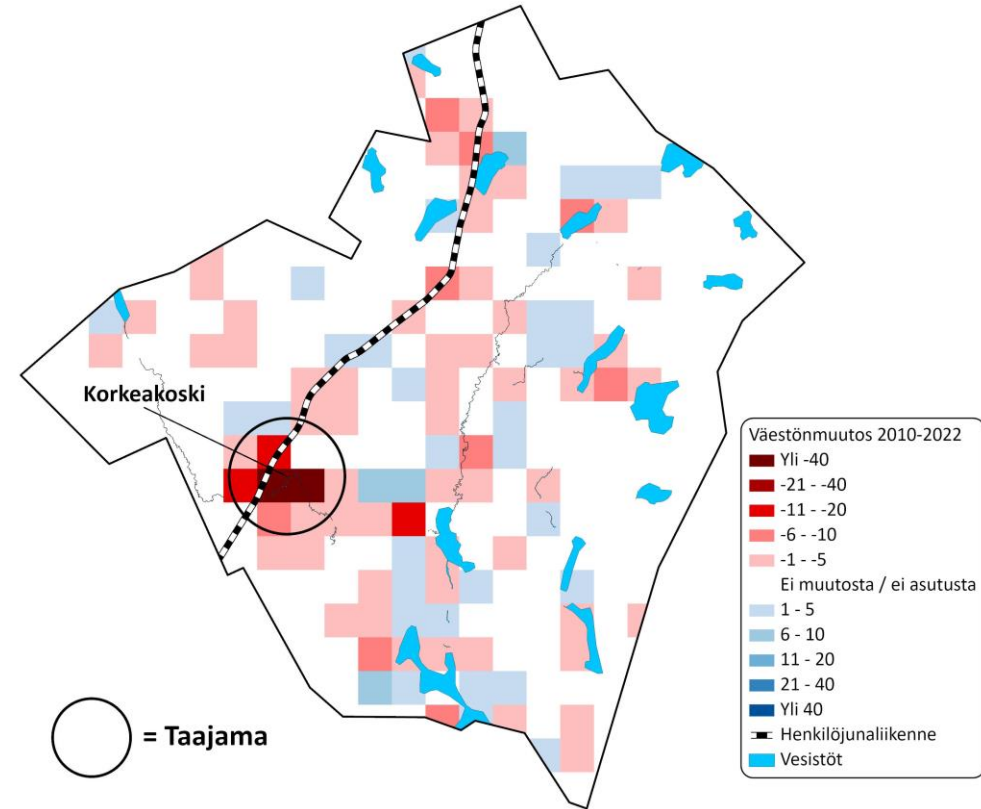 Korkeakoski
= Taajama
Väestönmuutos 2010-2022
Yli -40
-21 - -40
-11 - -20
-6 - -10
-1 - -5
Ei muutosta / ei asutusta
1 - 5
6 - 10
11 - 20
21 - 40
Yli 40
Henkilöjunaliikenne
Vesistöt